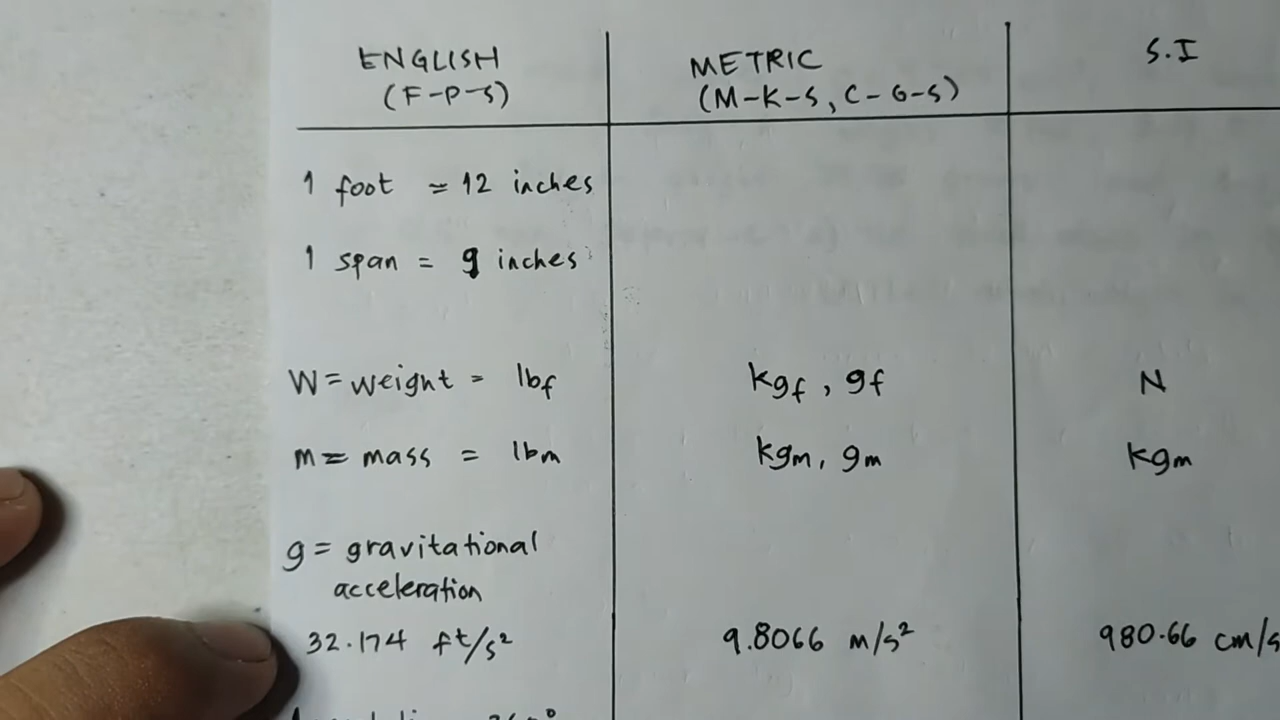 ENGLISH METRIC S.I
(F-P-S) (M-K-S, C-G-S)
1 foot = 12 inches
1 span = 9 inches
W = weight = lbf kgf, gf N
m = mass = lbm kgm, gm kgm
g = gravitational
acceleration
32.174 ft/s² 9.8066 m/s² 980.66 cm/s